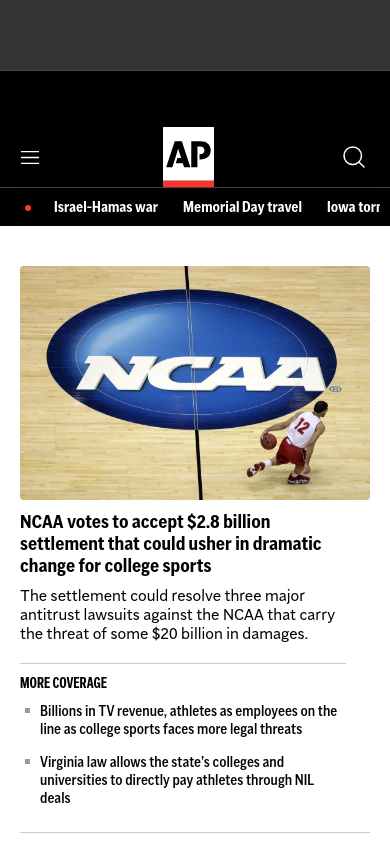 AP
Israel-Hamas war
Memorial Day travel
Iowa torr
NCAA
12
NCAA votes to accept $2.8 billion
settlement that could usher in dramatic
change for college sports
The settlement could resolve three major
antitrust lawsuits against the NCAA that carry
the threat of some $20 billion in damages.
MORE COVERAGE
Billions in TV revenue, athletes as employees on the
line as college sports faces more legal threats
Virginia law allows the state's colleges and
universities to directly pay athletes through NIL
deals